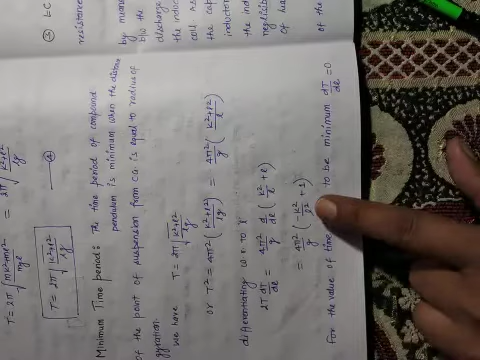 T = 2π √(mk²+ml²/mgl) = 2π √(k²+l²/lg)
T = 2π √(k²+l²/lg) —— ④
Minimum Time period: The time period of compound
pendulum is minimum when the distance
of the point of suspension from C.G. is equal to radius of
gyration.
We have T = 2π √(k²+l²/lg)
or T² = 4π² (k²+l²/lg) = 4π²/g (k²+l²/l)
differentiating w.r. to
2T dT/dl = 4π²/g d/dl (k²/l + l)
= 4π²/g (-k²/l² + 1)
For the value of time to be minimum dT/dl = 0
③ LC
resistance
by
b/w the
discharge
the induc
coil
the cap
inductor
the ind
negligib
of
of the